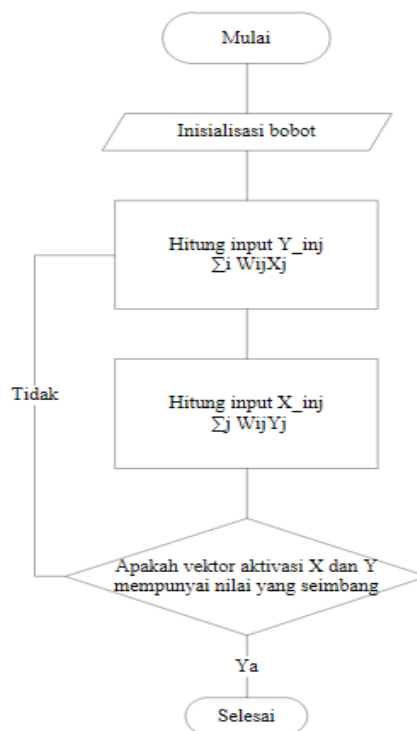 Mulai
Inisialisasi bobot
Hitung input Y_inj
∑i WijXj
Hitung input X_inj
∑j WijYj
Tidak
Apakah vektor aktivasi X dan Y
mempunyai nilai yang seimbang
Ya
Selesai